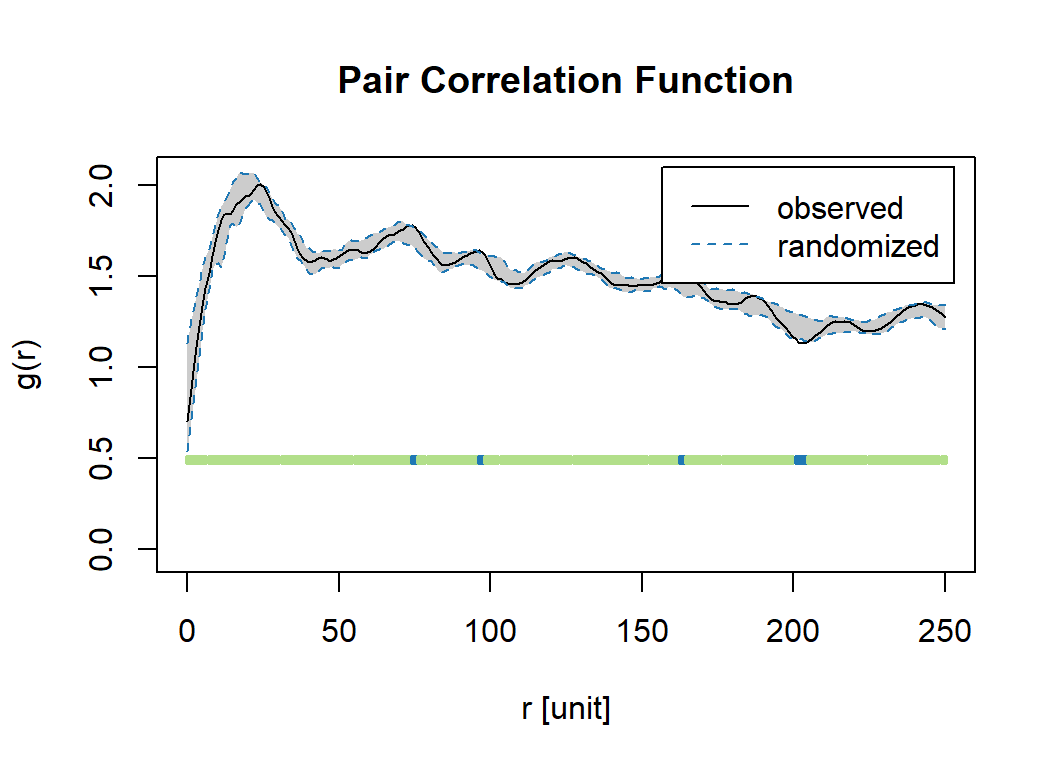 Pair Correlation Function
observed
randomized
g(r)
2.0
1.5
1.0
0.5
0.0
0 50 100 150 200 250
r [unit]